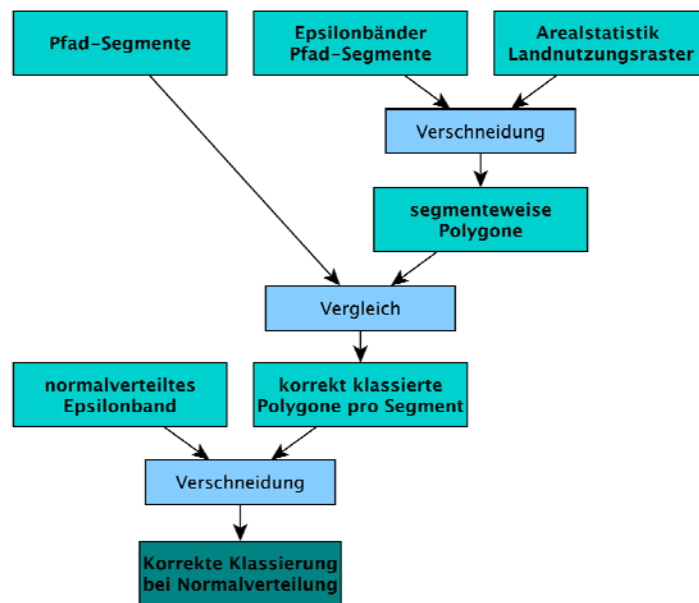 Pfad-Segmente
Epsilonbänder
Pfad-Segmente
Arealstatistik
Landnutzungsraster
Verschneidung
segmenteweise
Polygone
Vergleich
normalverteiltes
Epsilonband
korrekt klassierte
Polygone pro Segment
Verschneidung
Korrekte Klassierung
bei Normalverteilung